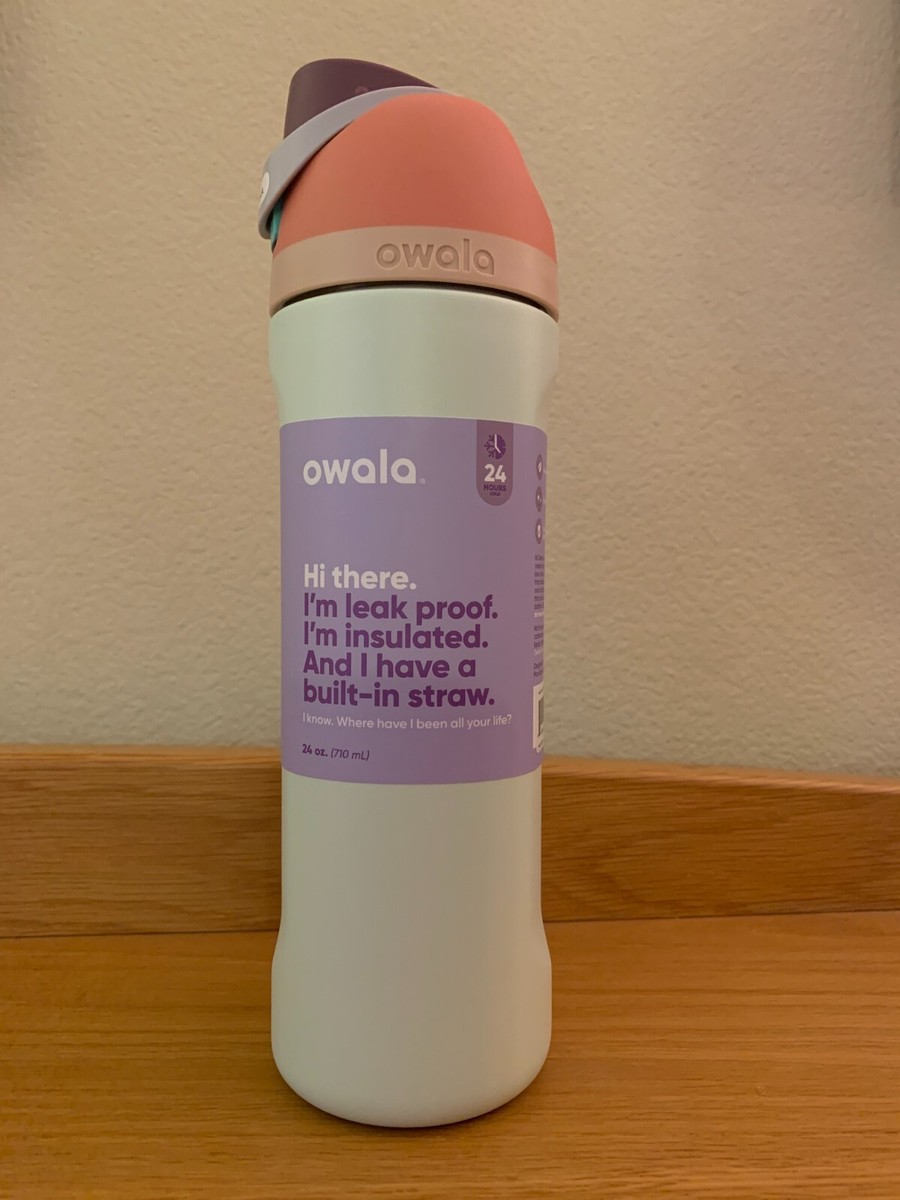 owala
owala
24
HOURS
COLD
Hi there.
I'm leak proof.
I'm insulated.
And I have a
built-in straw.
I know. Where have I been all your life?
24 oz. (710 mL)